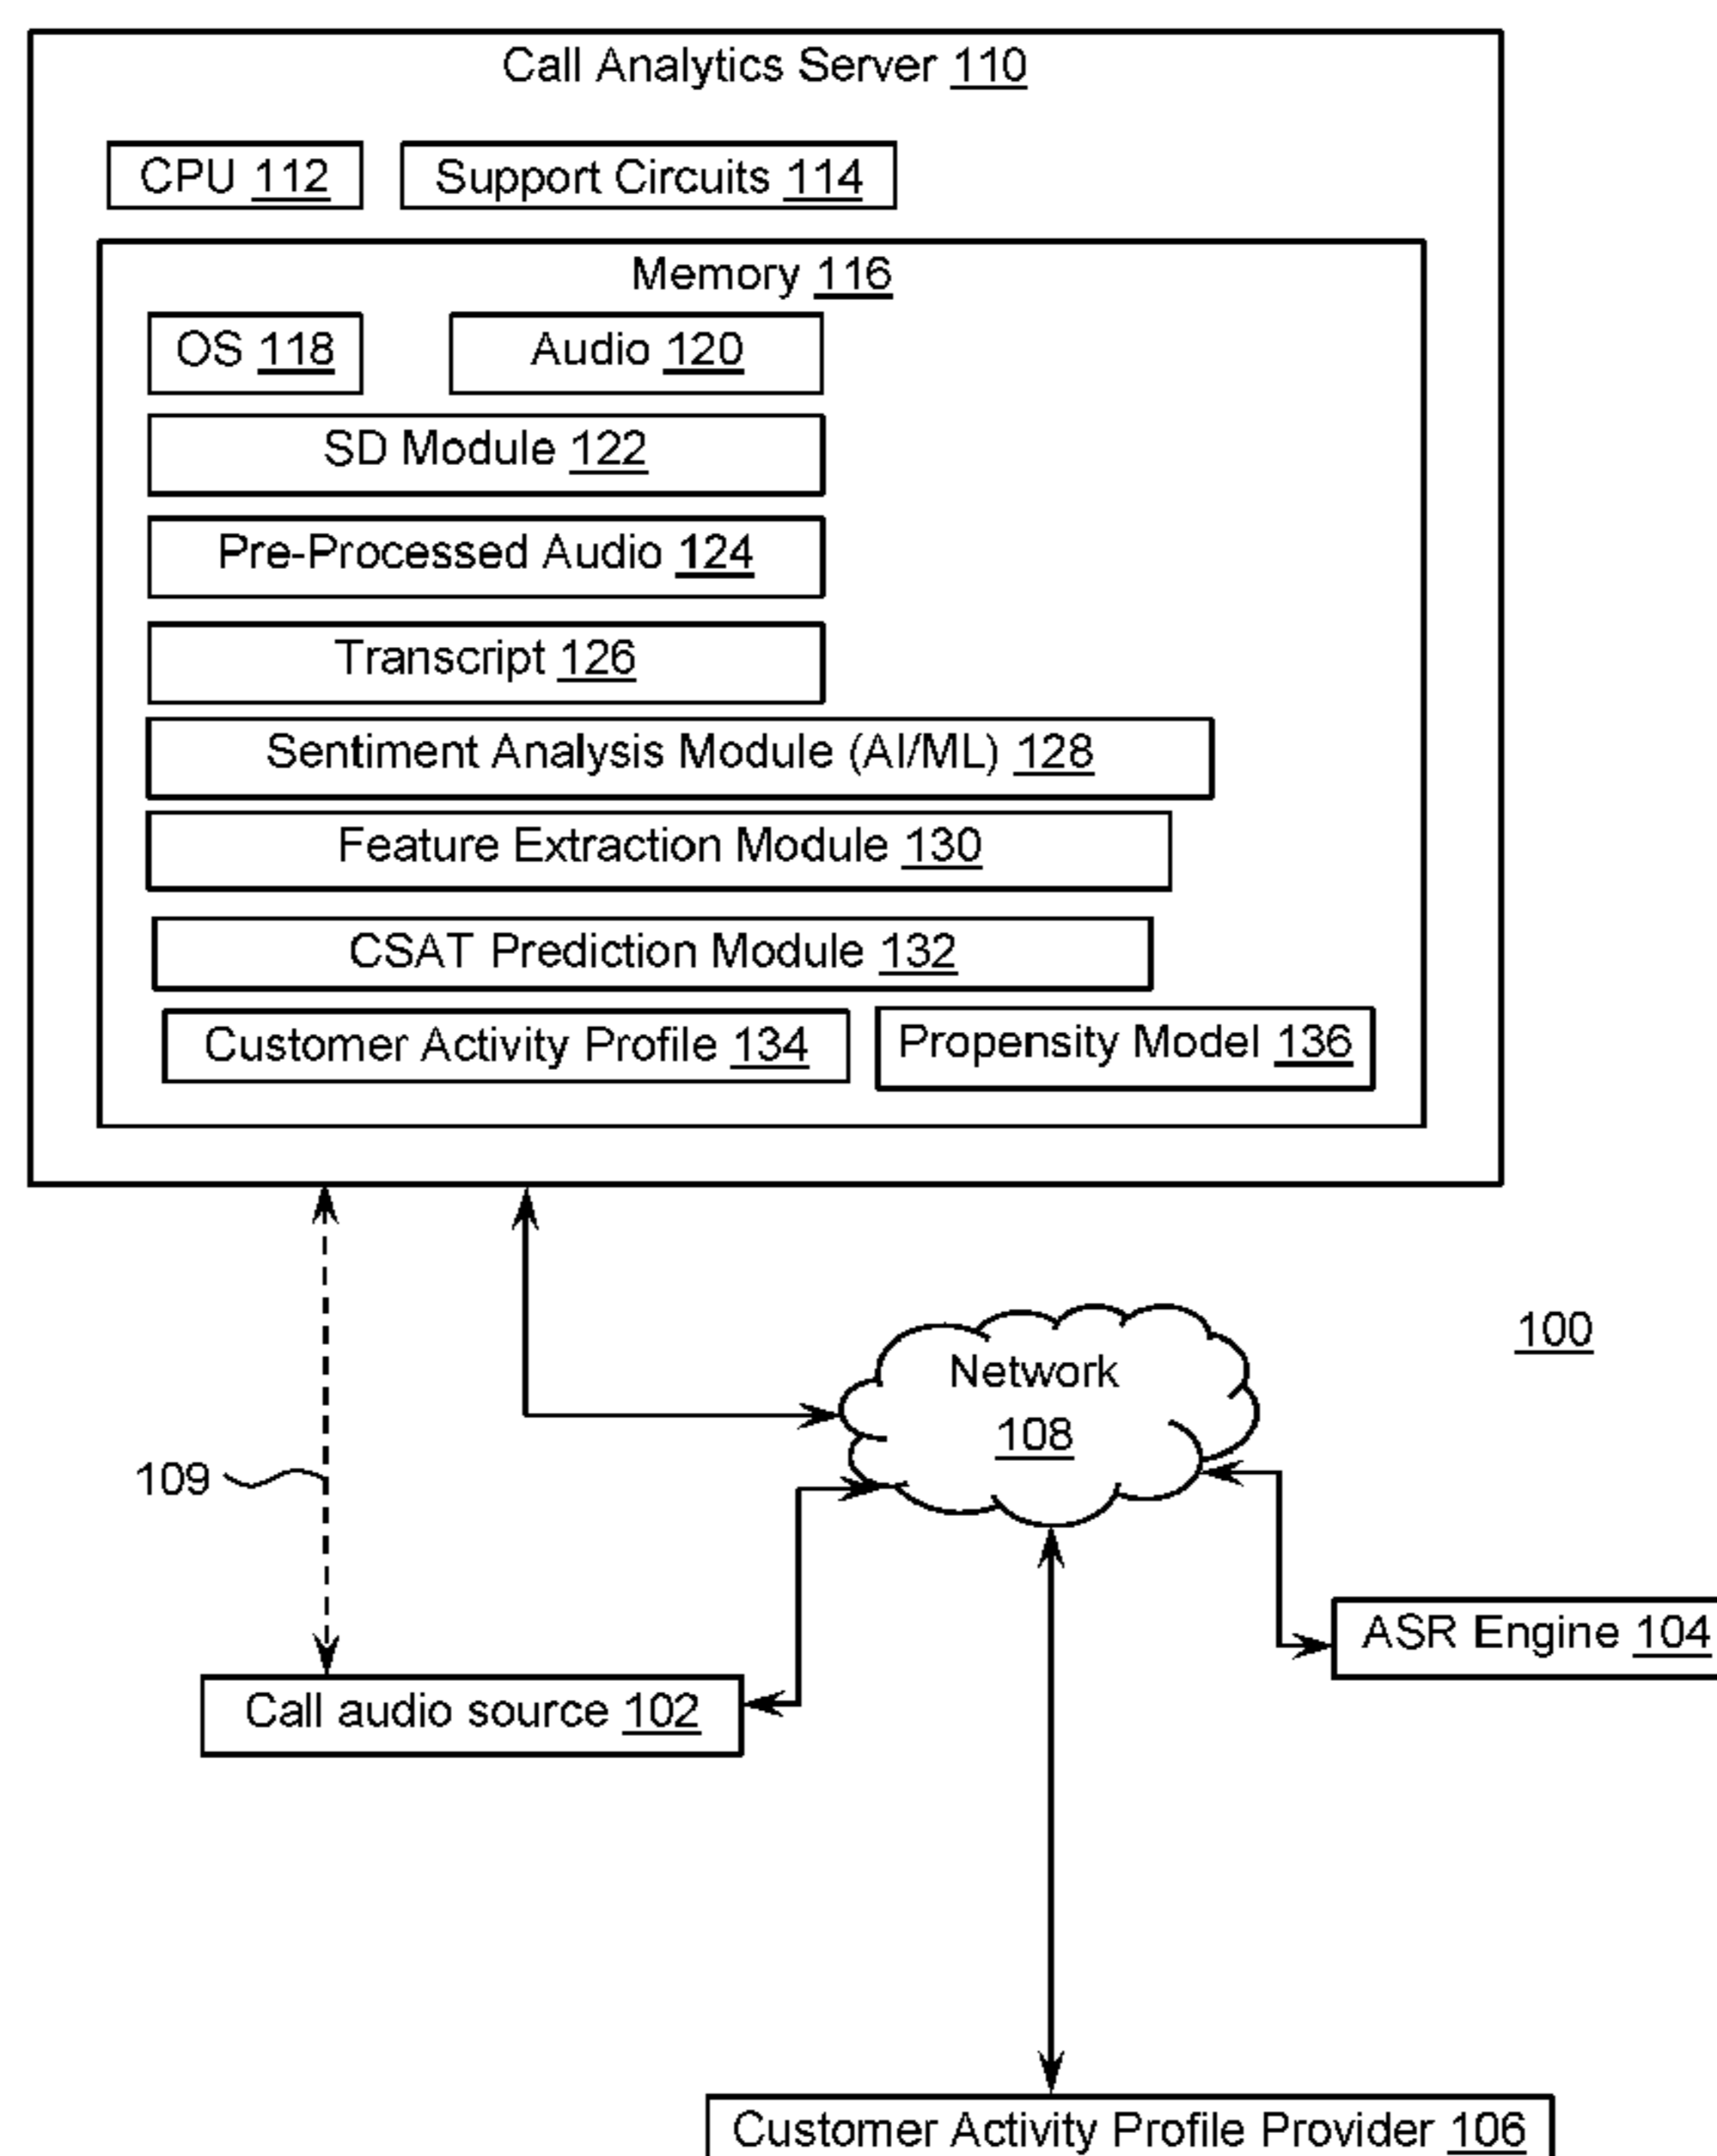 Call Analytics Server 110
CPU 112
Support Circuits 114
Memory 116
OS 118
Audio 120
SD Module 122
Pre-Processed Audio 124
Transcript 126
Sentiment Analysis Module (AI/ML) 128
Feature Extraction Module 130
CSAT Prediction Module 132
Customer Activity Profile 134
Propensity Model 136
100
Network
108
109
ASR Engine 104
Call audio source 102
Customer Activity Profile Provider 106